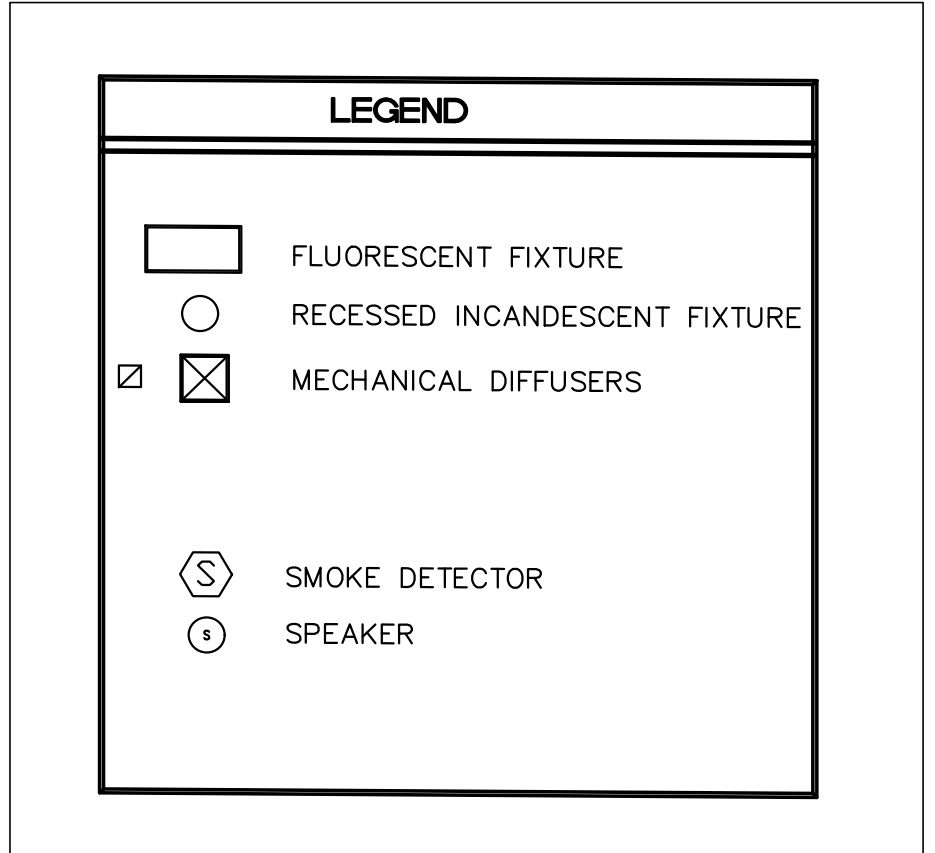 LEGEND
FLUORESCENT FIXTURE
RECESSED INCANDESCENT FIXTURE
MECHANICAL DIFFUSERS
S SMOKE DETECTOR
S SPEAKER